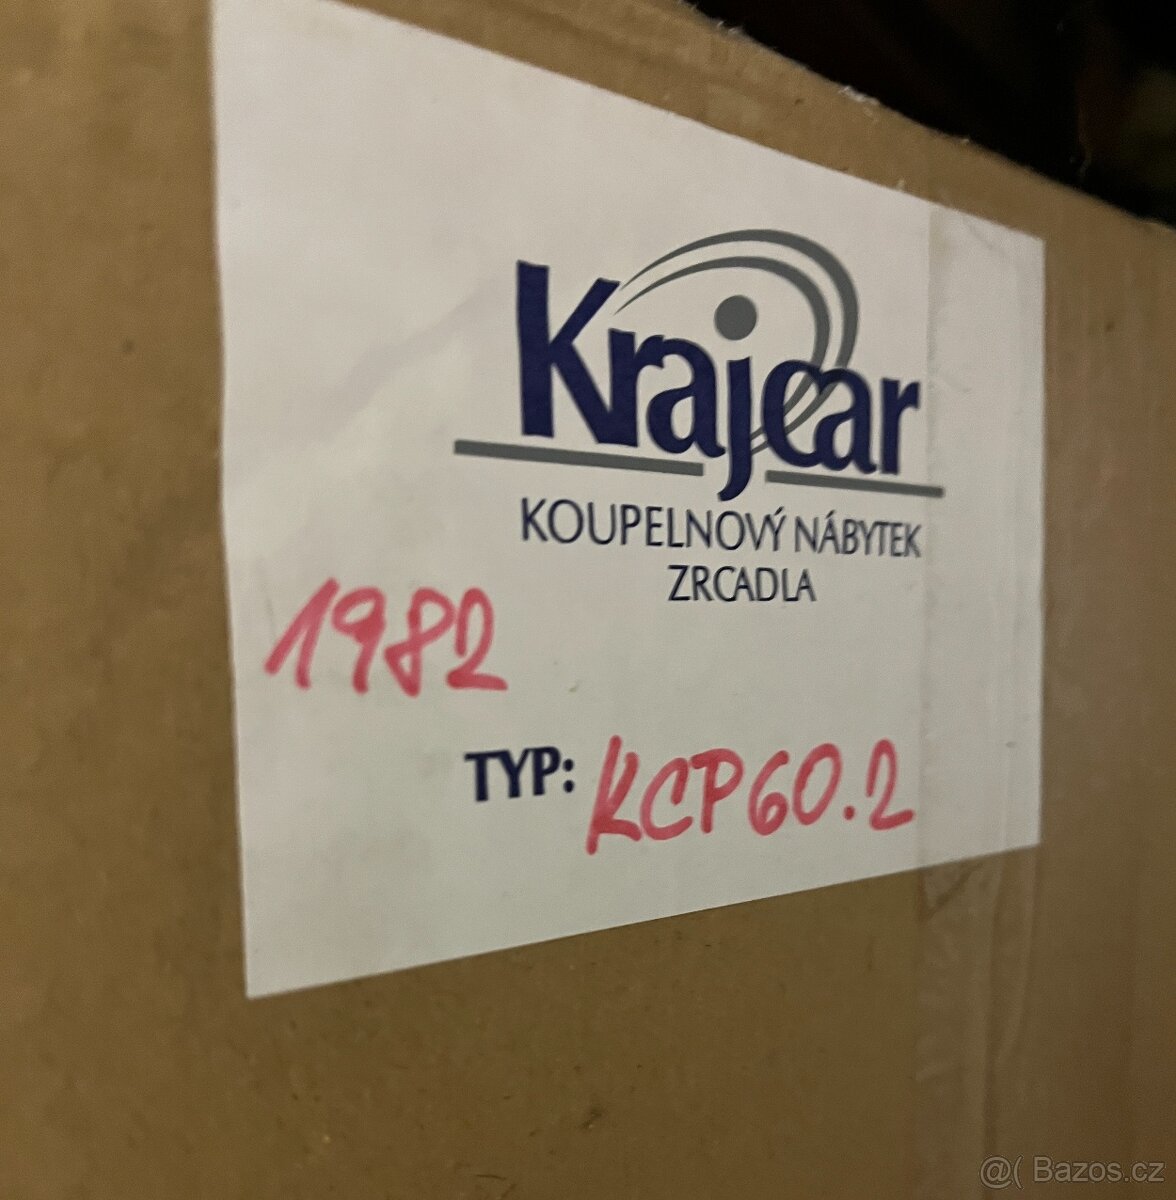 Krajcar
KOUPELNOVÝ NÁBYTEK
ZRCADLA
1982
TYP: KCP60.2
@( Bazos.cz